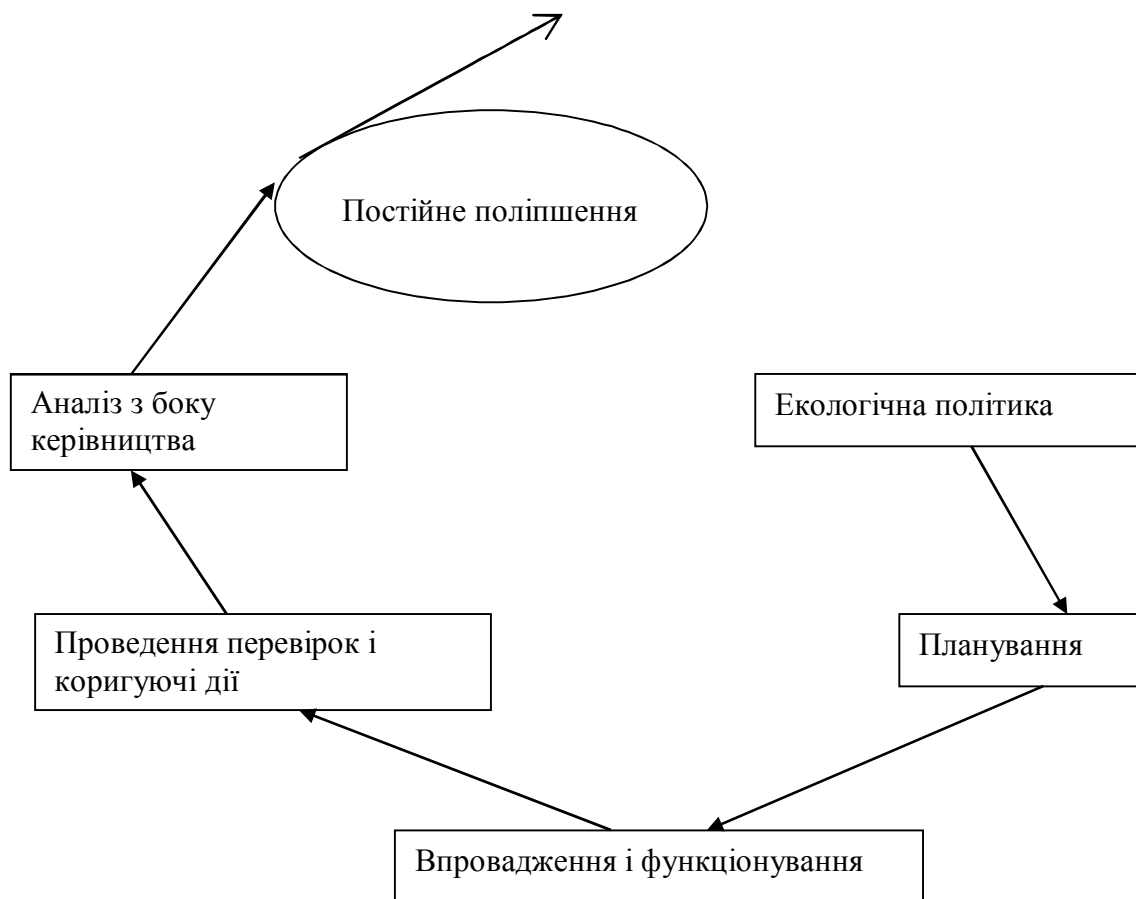 Постійне поліпшення
Аналіз з боку
керівництва
Екологічна політика
Проведення перевірок і
коригуючі дії
Планування
Впровадження і функціонування